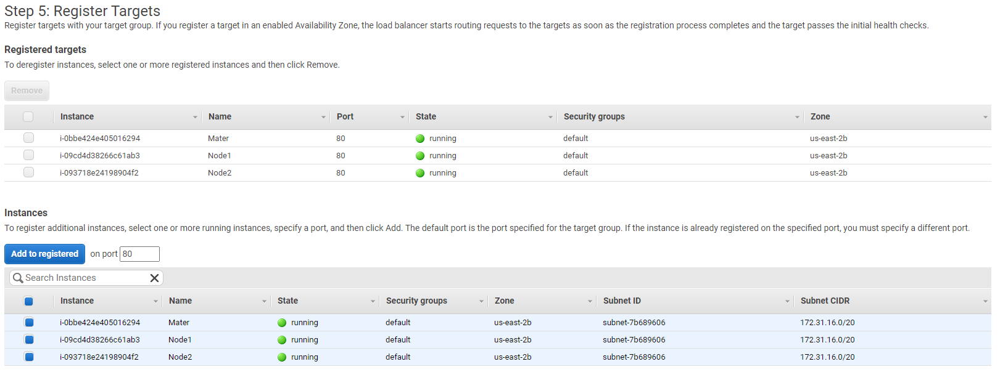 Step 5: Register Targets
Register targets with your target group. If you register a target in an enabled Availability Zone, the load balancer starts routing requests to the targets as soon as the registration process completes and the target passes the initial health checks.
Registered targets
To deregister instances, select one or more registered instances and then click Remove.
Remove
Instance Name Port State Security groups Zone
i-0bbe424e405016294 Mater 80 running default us-east-2b
i-09cd4d38266c61ab3 Node1 80 running default us-east-2b
i-093718e24198904f2 Node2 80 running default us-east-2b
Instances
To register additional instances, select one or more running instances, specify a port, and then click Add. The default port is the port specified for the target group. If the instance is already registered on the specified port, you must specify a different port.
Add to registered on port 80
Search Instances
Instance Name State Security groups Zone Subnet ID Subnet CIDR
i-0bbe424e405016294 Mater running default us-east-2b subnet-7b689606 172.31.16.0/20
i-09cd4d38266c61ab3 Node1 running default us-east-2b subnet-7b689606 172.31.16.0/20
i-093718e24198904f2 Node2 running default us-east-2b subnet-7b689606 172.31.16.0/20